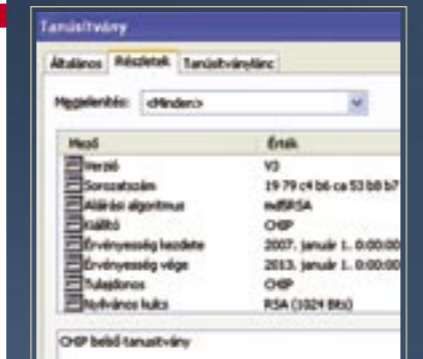 Tanúsítvány
Általános Részletek Tanúsítványlánc
Megjelenítés: <Minden>
Mező Érték
Verzió V3
Sorozatszám 19 79 c4 b6 ca 53 b8 b7
Aláírási algoritmus md5RSA
Kiállító CHIP
Érvényesség kezdete 2007. január 1. 0:00:00
Érvényesség vége 2013. január 1. 0:00:00
Tulajdonos CHIP
Nyilvános kulcs RSA (1024 Bits)
CHIP belső tanusítvány